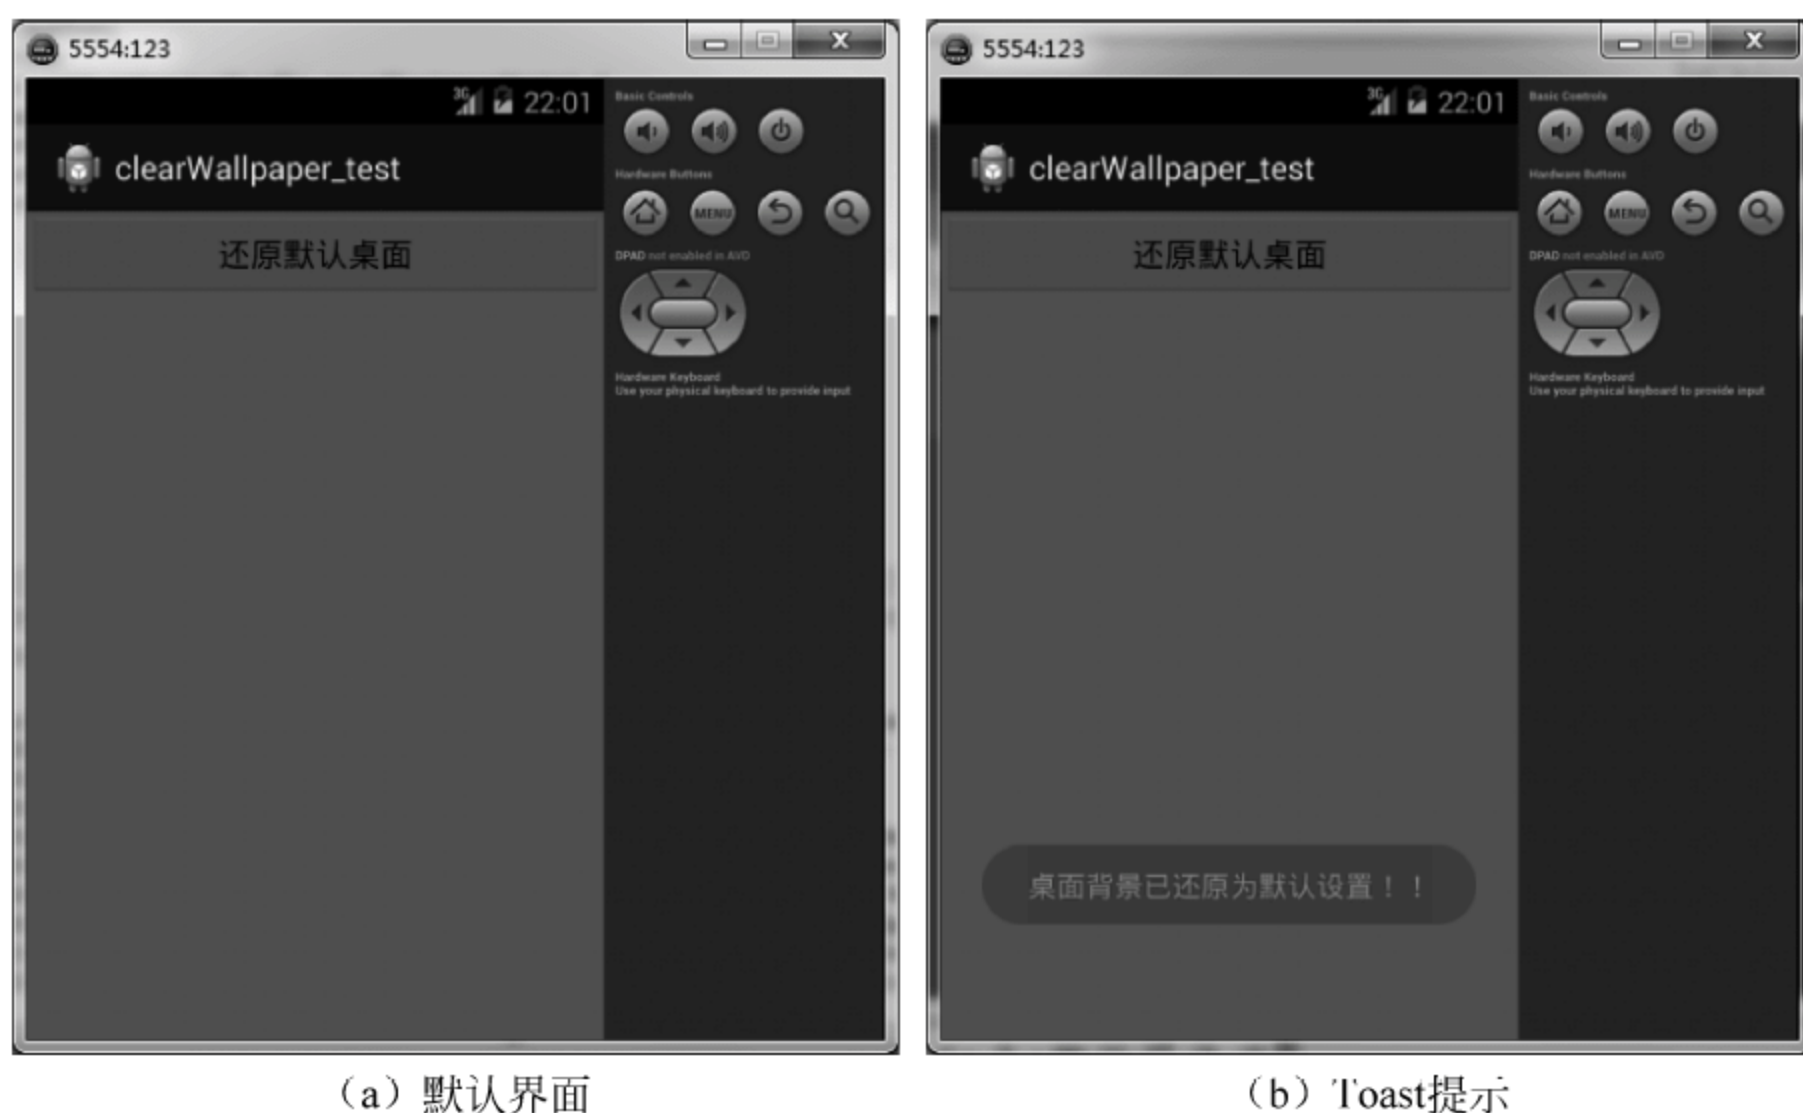 5554:123
3G 22:01
clearWallpaper_test
还原默认桌面
Basic Controls
Hardware Buttons
MENU
DPAD not enabled in AVD
Hardware Keyboard
Use your physical keyboard to provide input
(a)默认界面
5554:123
3G 22:01
clearWallpaper_test
还原默认桌面
桌面背景已还原为默认设置！！
Basic Controls
Hardware Buttons
MENU
DPAD not enabled in AVD
Hardware Keyboard
Use your physical keyboard to provide input
(b)Toast提示